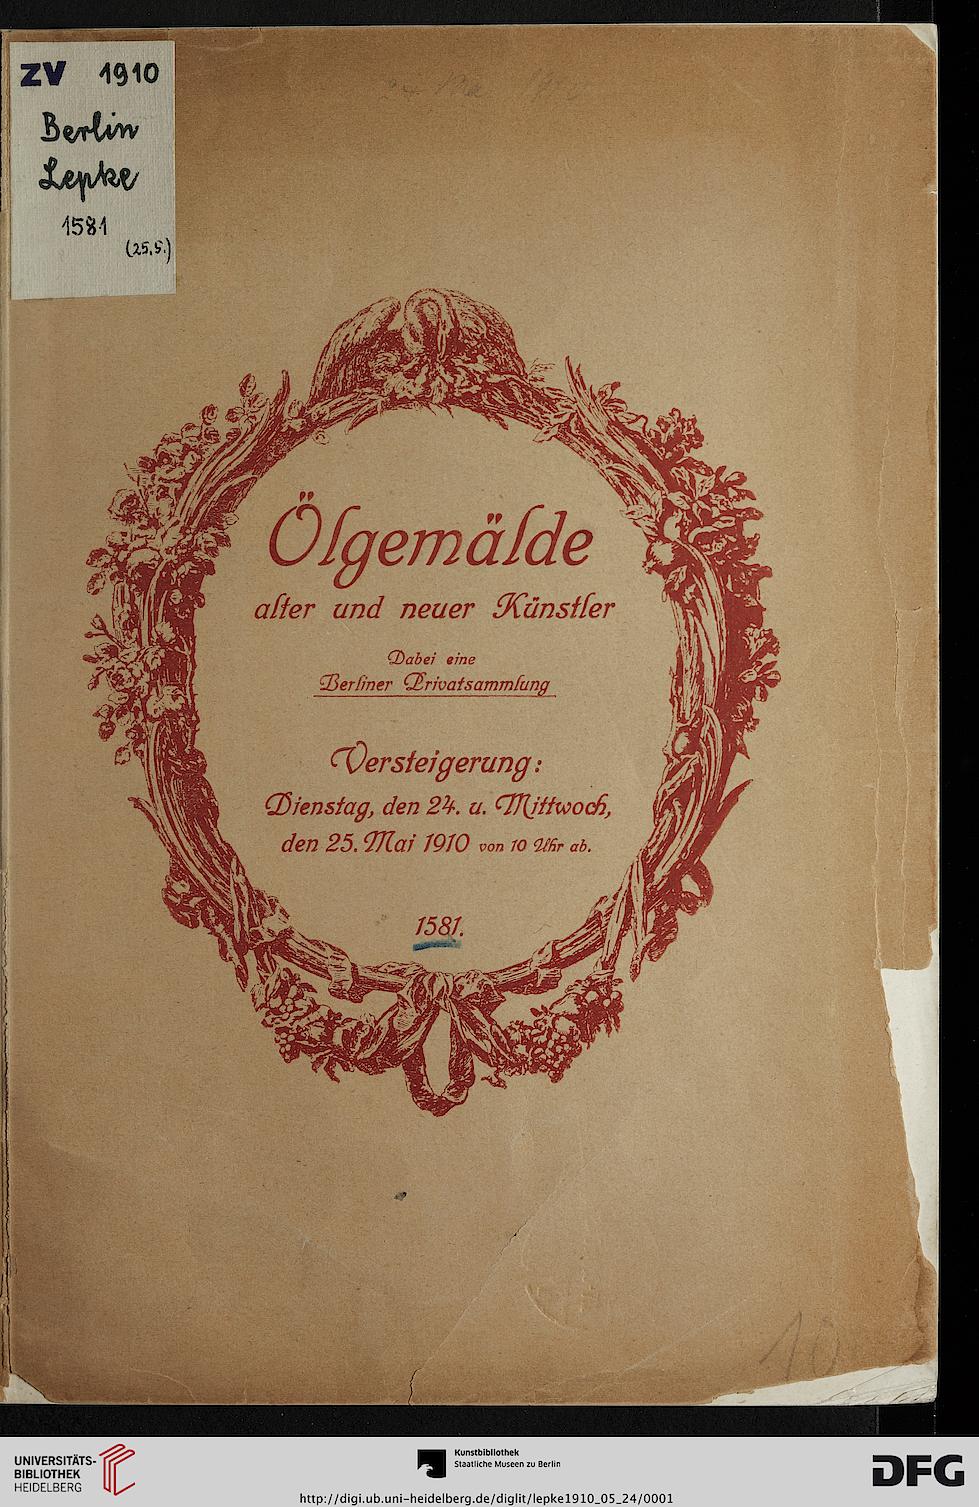 ZV 1910
Berlin
Lepke
1581
(25.5.)
Ölgemälde
alter und neuer Künstler
Dabei eine
Berliner Privatsammlung
Versteigerung:
Dienstag, den 24. u. Mittwoch,
den 25. Mai 1910 von 10 Uhr ab.
1581.
10
UNIVERSITÄTS-
BIBLIOTHEK
HEIDELBERG
Kunstbibliothek
Staatliche Museen zu Berlin
http://digi.ub.uni-heidelberg.de/diglit/lepke1910_05_24/0001
DFG